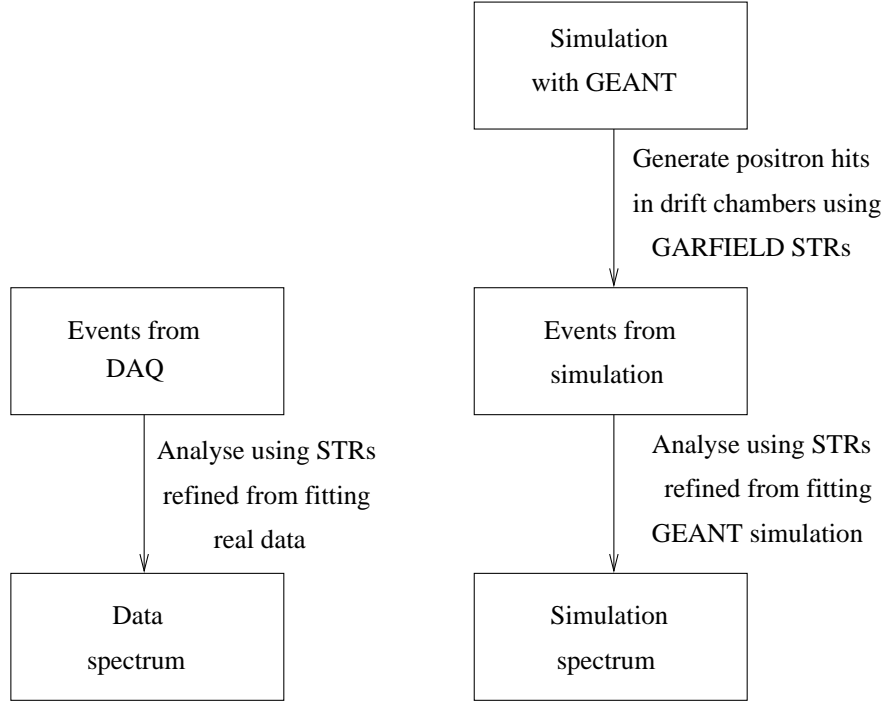 Simulation
with GEANT
Generate positron hits
in drift chambers using
GARFIELD STRs
Events from
DAQ
Events from
simulation
Analyse using STRs
refined from fitting
real data
Analyse using STRs
refined from fitting
GEANT simulation
Data
spectrum
Simulation
spectrum